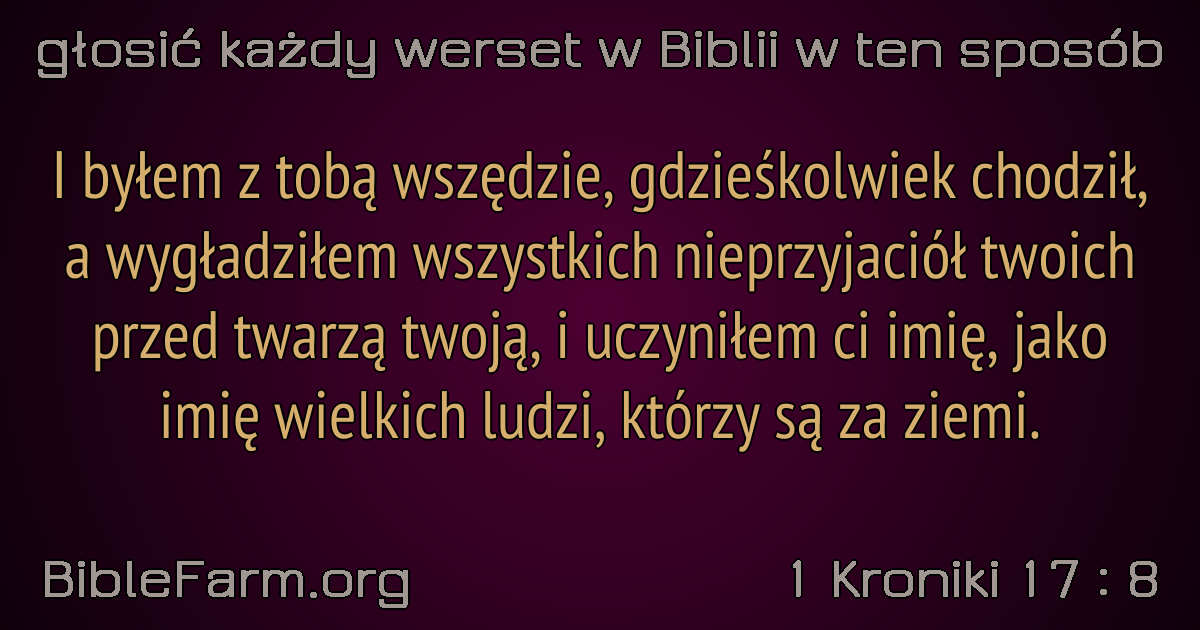 głosić każdy werset w Biblii w ten sposób
I byłem z tobą wszędzie, gdzieśkolwiek chodził,
a wygładziłem wszystkich nieprzyjaciół twoich
przed twarzą twoją, i uczyniłem ci imię, jako
imię wielkich ludzi, którzy są za ziemi.
BibleFarm.org
1 Kroniki 17 : 8